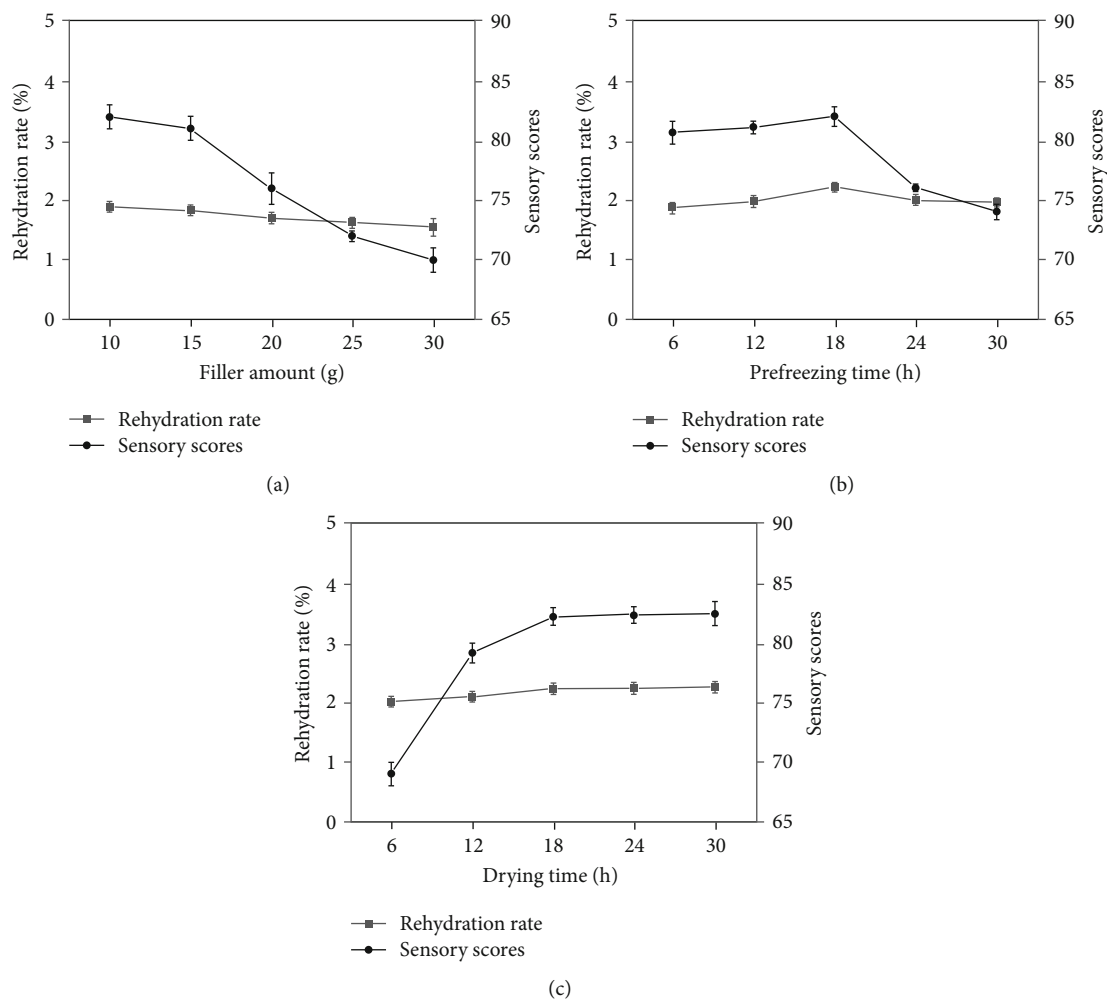 5
4
3
2
1
0
Rehydration rate (%)
90
85
80
75
70
65
Sensory scores
10 15 20 25 30
Filler amount (g)
Rehydration rate
Sensory scores
(a)
5
4
3
2
1
0
Rehydration rate (%)
90
85
80
75
70
65
Sensory scores
6 12 18 24 30
Prefreezing time (h)
Rehydration rate
Sensory scores
(b)
5
4
3
2
1
0
Rehydration rate (%)
90
85
80
75
70
65
Sensory scores
6 12 18 24 30
Drying time (h)
Rehydration rate
Sensory scores
(c)